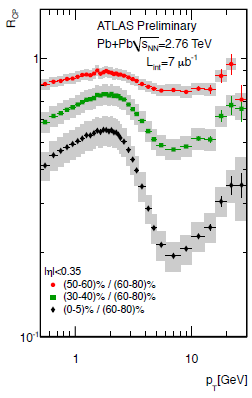 R_CP
ATLAS Preliminary
Pb+Pb √s_NN=2.76 TeV
L_int=7 μb⁻¹
1
|η|<0.35
(50-60)% / (60-80)%
(30-40)% / (60-80)%
(0-5)% / (60-80)%
10⁻¹
1 10
p_T [GeV]